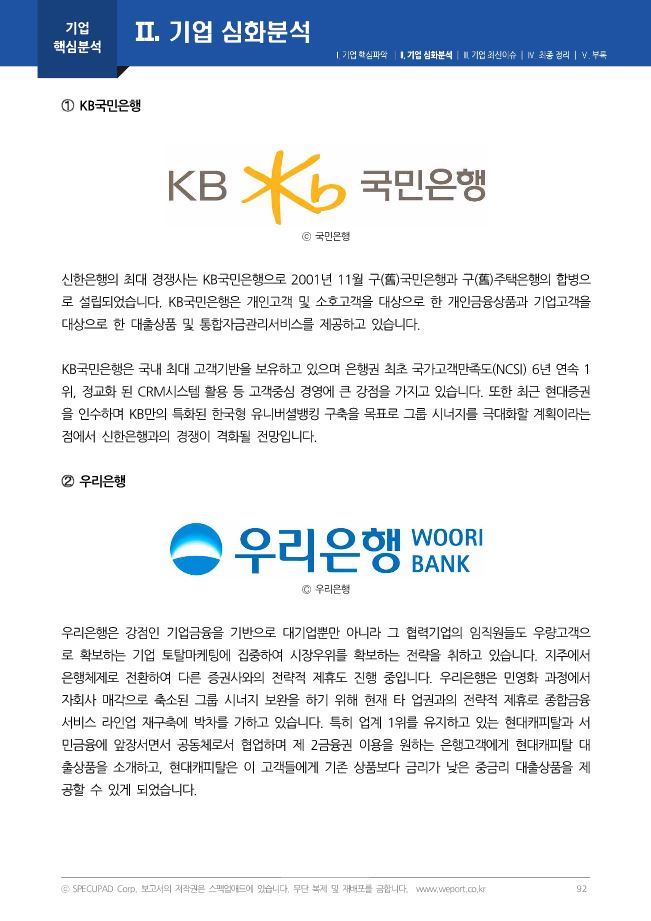 기업
핵심분석
Ⅱ. 기업 심화분석
Ⅰ. 기업 핵심파악 | Ⅱ. 기업 심화분석 | Ⅲ. 기업 최신이슈 | Ⅳ. 최종 정리 | Ⅴ. 부록
① KB국민은행
KB Kb 국민은행
ⓒ 국민은행
신한은행의 최대 경쟁사는 KB국민은행으로 2001년 11월 구(舊)국민은행과 구(舊)주택은행의 합병으
로 설립되었습니다. KB국민은행은 개인고객 및 소호고객을 대상으로 한 개인금융상품과 기업고객을
대상으로 한 대출상품 및 통합자금관리서비스를 제공하고 있습니다.
KB국민은행은 국내 최대 고객기반을 보유하고 있으며 은행권 최초 국가고객만족도(NCSI) 6년 연속 1
위, 정교화 된 CRM시스템 활용 등 고객중심 경영에 큰 강점을 가지고 있습니다. 또한 최근 현대증권
을 인수하며 KB만의 특화된 한국형 유니버셜뱅킹 구축을 목표로 그룹 시너지를 극대화할 계획이라는
점에서 신한은행과의 경쟁이 격화될 전망입니다.
② 우리은행
우리은행 WOORI
BANK
ⓒ 우리은행
우리은행은 강점인 기업금융을 기반으로 대기업뿐만 아니라 그 협력기업의 임직원들도 우량고객으
로 확보하는 기업 토탈마케팅에 집중하여 시장우위를 확보하는 전략을 취하고 있습니다. 지주에서
은행체제로 전환하여 다른 증권사와의 전략적 제휴도 진행 중입니다. 우리은행은 민영화 과정에서
자회사 매각으로 축소된 그룹 시너지 보완을 하기 위해 현재 타 업권과의 전략적 제휴로 종합금융
서비스 라인업 재구축에 박차를 가하고 있습니다. 특히 업계 1위를 유지하고 있는 현대캐피탈과 서
민금융에 앞장서면서 공동체로서 협업하며 제 2금융권 이용을 원하는 은행고객에게 현대캐피탈 대
출상품을 소개하고, 현대캐피탈은 이 고객들에게 기존 상품보다 금리가 낮은 중금리 대출상품을 제
공할 수 있게 되었습니다.
ⓒ SPECUPAD Corp. 보고서의 저작권은 스펙업애드에 있습니다. 무단 복제 및 재배포를 금합니다. www.weport.co.kr
92